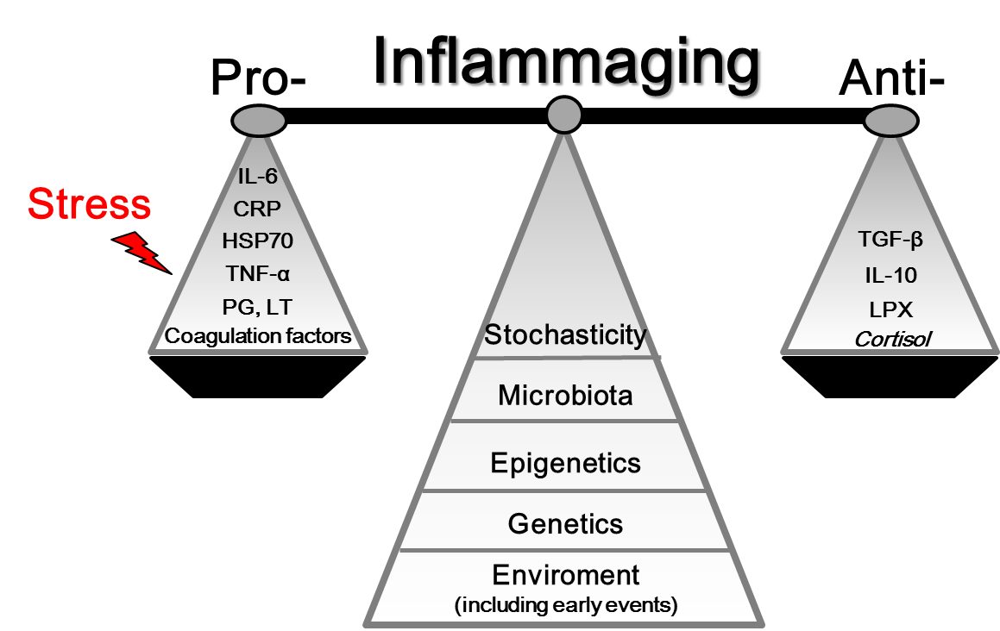 Inflammaging
Pro-
Anti-
Stress
IL-6
CRP
HSP70
TNF-α
PG, LT
Coagulation factors
Stochasticity
Microbiota
Epigenetics
Genetics
Enviroment
(including early events)
TGF-β
IL-10
LPX
Cortisol